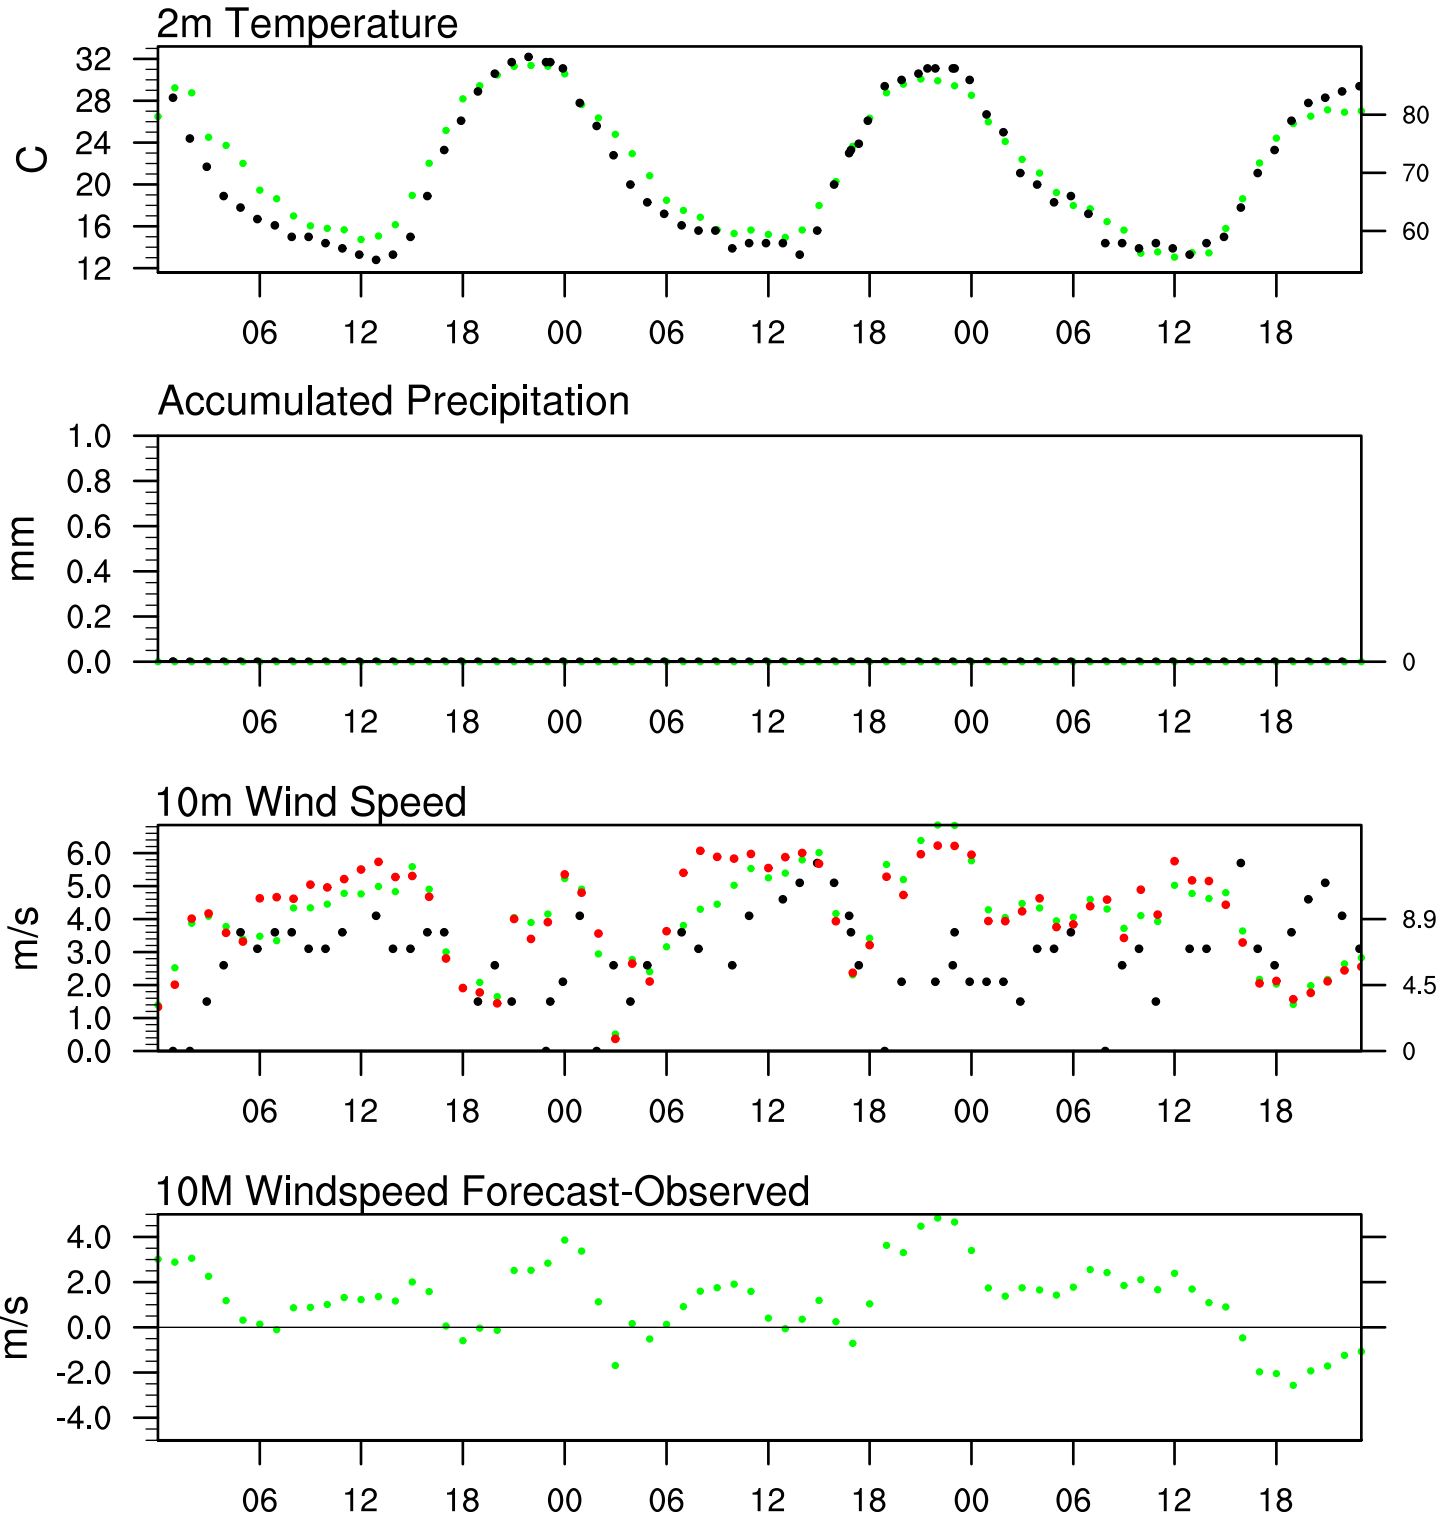 2m Temperature
32
28
24
20
16
12
C
80
70
60
06 12 18 00 06 12 18 00 06 12 18
Accumulated Precipitation
1.0
0.8
0.6
0.4
0.2
0.0
mm
0
06 12 18 00 06 12 18 00 06 12 18
10m Wind Speed
6.0
5.0
4.0
3.0
2.0
1.0
0.0
m/s
8.9
4.5
0
06 12 18 00 06 12 18 00 06 12 18
10M Windspeed Forecast-Observed
4.0
2.0
0.0
-2.0
-4.0
m/s
06 12 18 00 06 12 18 00 06 12 18